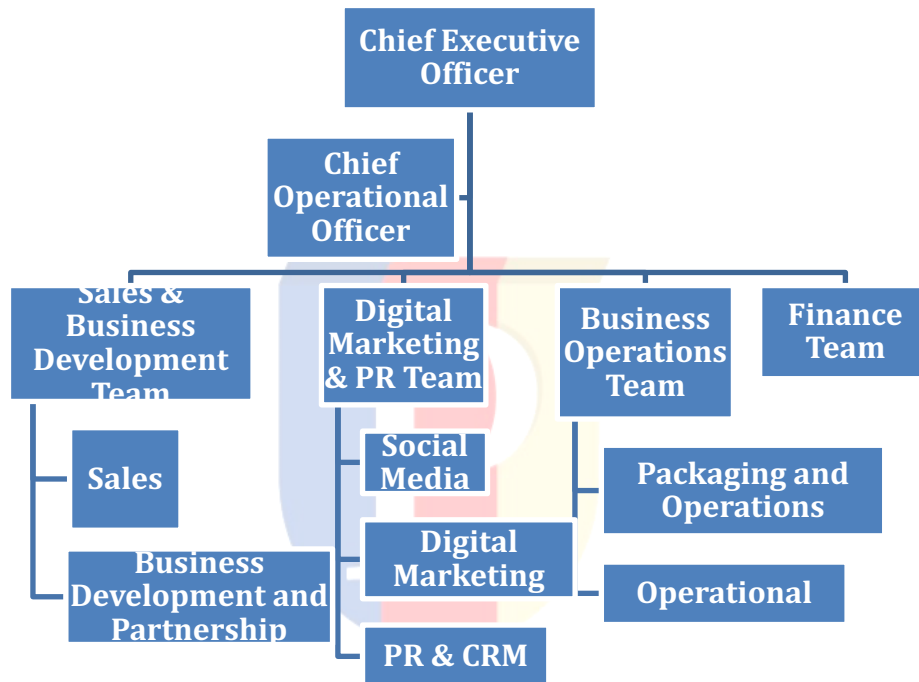 Chief Executive
Officer
Chief
Operational
Officer
Sales &
Business
Development
Team
Digital
Marketing
& PR Team
Business
Operations
Team
Finance
Team
Sales
Business
Development and
Partnership
Social
Media
Digital
Marketing
PR & CRM
Packaging and
Operations
Operational